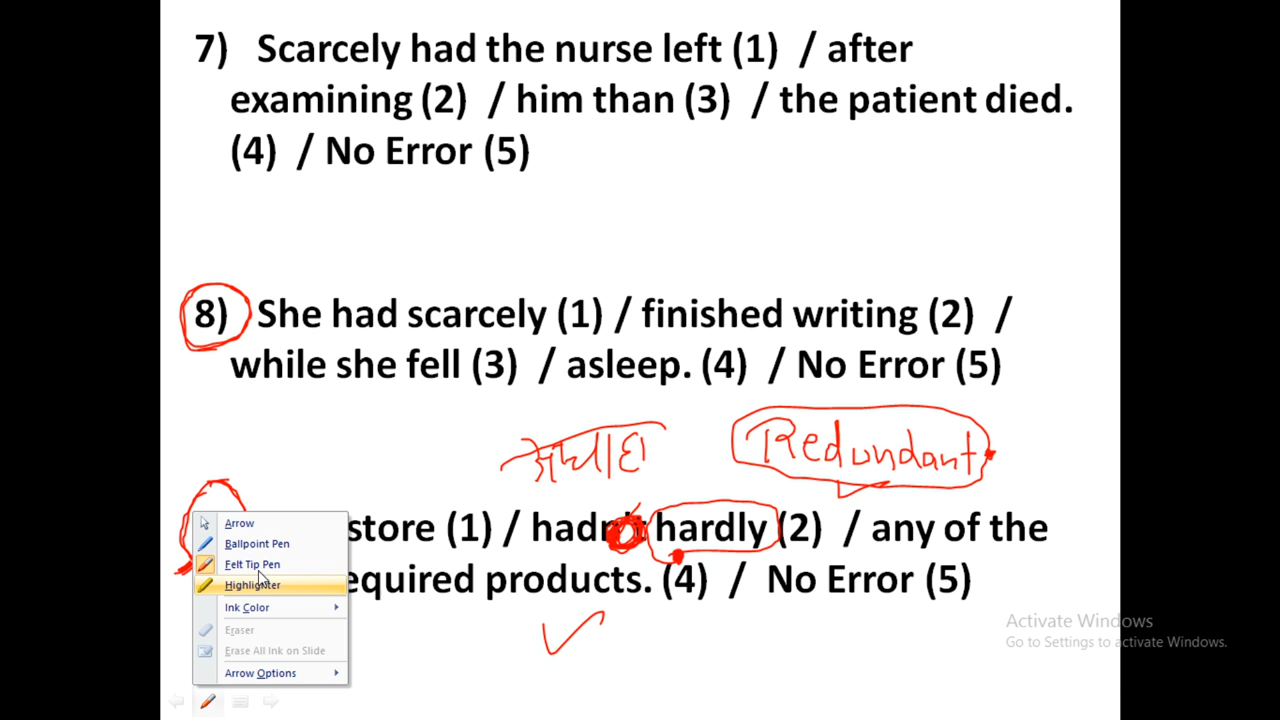 7) Scarcely had the nurse left (1) / after
examining (2) / him than (3) / the patient died.
(4) / No Error (5)
8) She had scarcely (1) / finished writing (2) /
while she fell (3) / asleep. (4) / No Error (5)
Redundant
store (1) / hadn't hardly (2) / any of the
equired products. (4) / No Error (5)
Arrow
Ballpoint Pen
Felt Tip Pen
Highlighter
Ink Color
Eraser
Erase All Ink on Slide
Arrow Options
Activate Windows
Go to Settings to activate Windows.